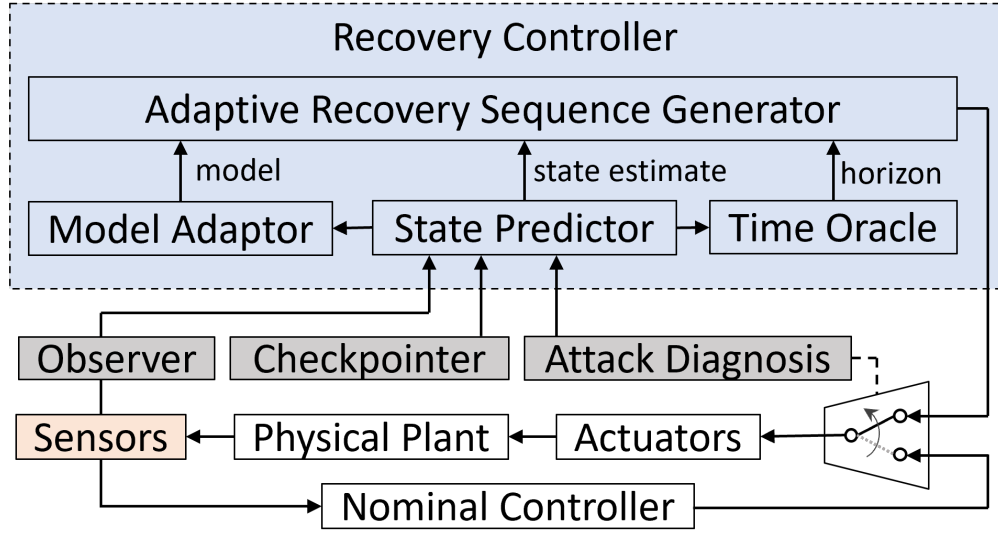 Recovery Controller
Adaptive Recovery Sequence Generator
model
state estimate
horizon
Model Adaptor
State Predictor
Time Oracle
Observer
Checkpointer
Attack Diagnosis
Sensors
Physical Plant
Actuators
Nominal Controller